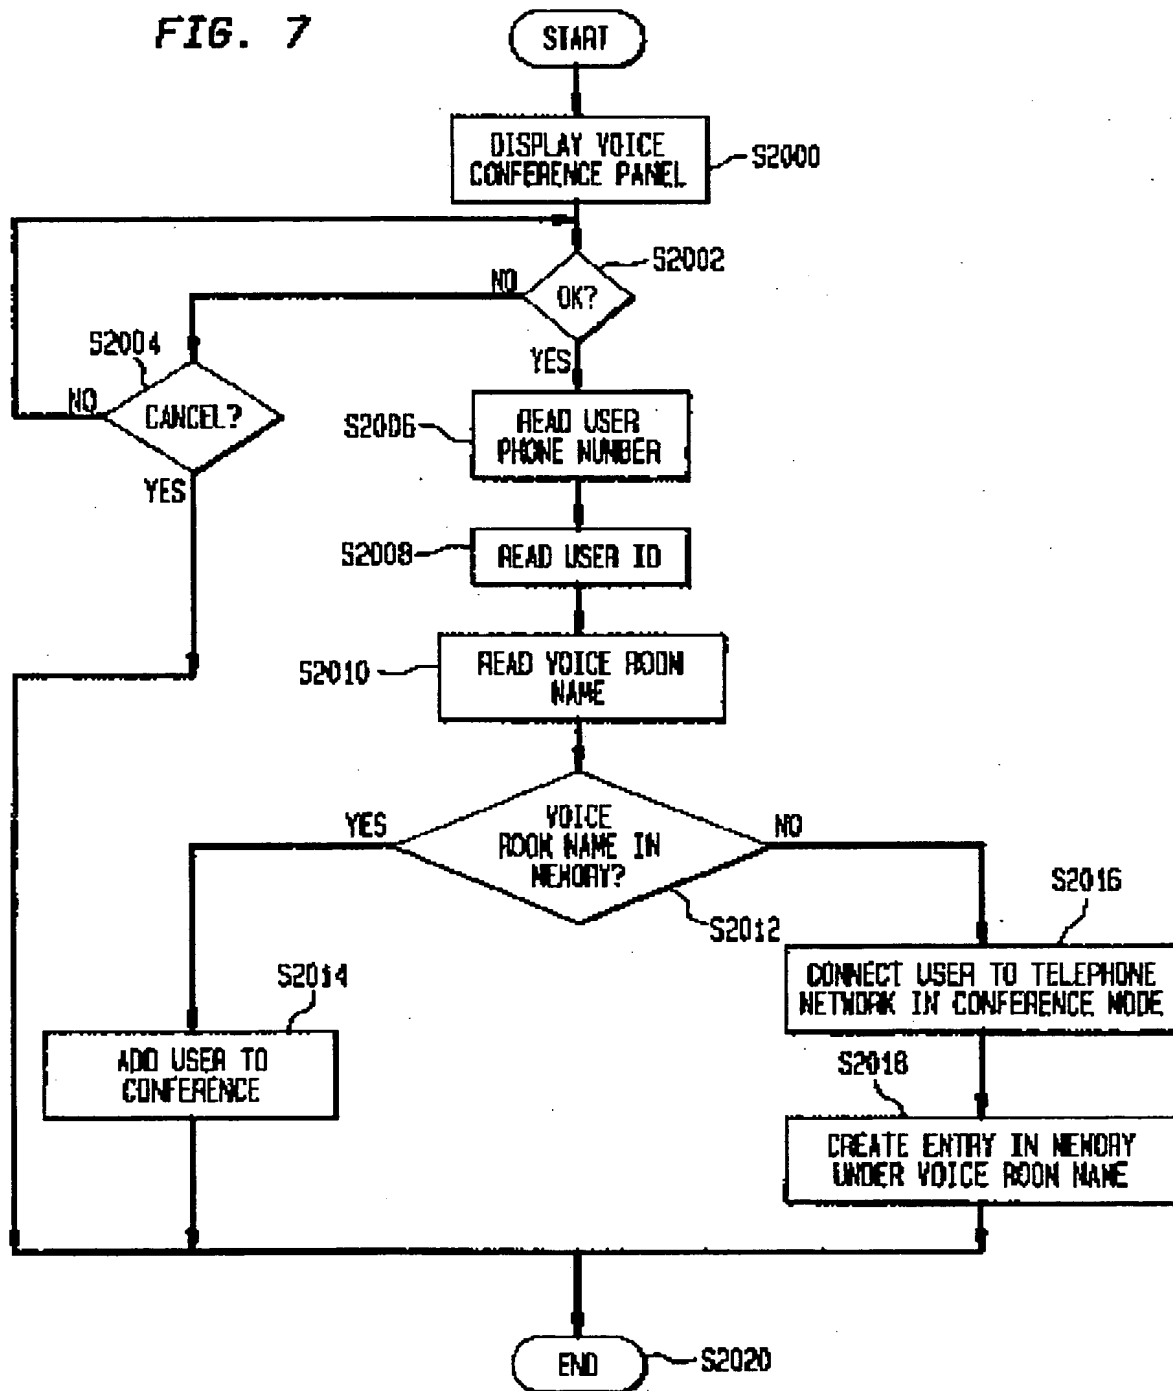 FIG. 7
START
DISPLAY VOICE
CONFERENCE PANEL
S2000
S2002
NO
OK?
S2004
YES
NO
CANCEL?
S2006
READ USER
PHONE NUMBER
YES
S2008
READ USER ID
S2010
READ VOICE ROOM
NAME
YES
VOICE
ROOM NAME IN
MEMORY?
NO
S2012
S2016
S2014
CONNECT USER TO TELEPHONE
NETWORK IN CONFERENCE MODE
ADD USER TO
CONFERENCE
S2018
CREATE ENTRY IN MEMORY
UNDER VOICE ROOM NAME
END
S2020